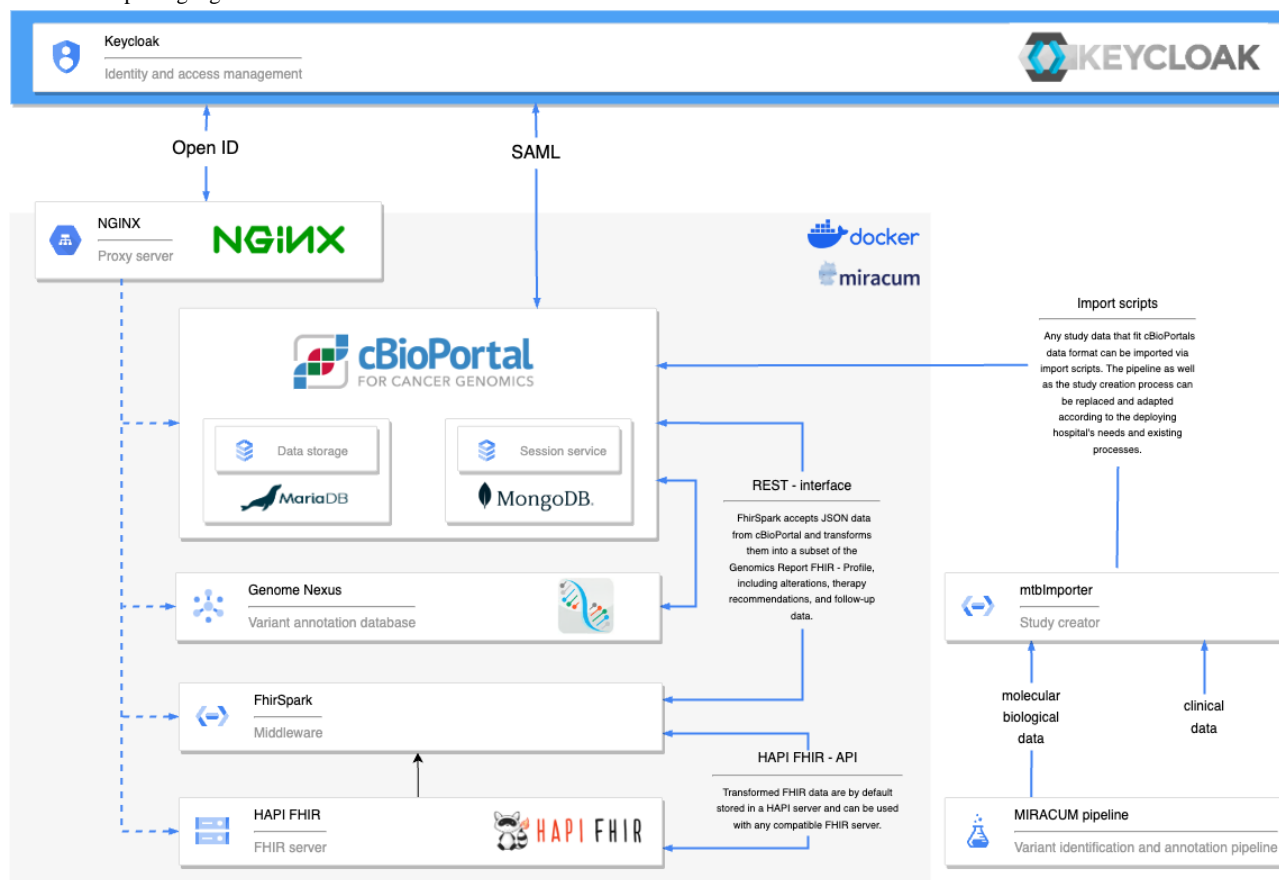 Keycloak
Identity and access management
KEYCLOAK
Open ID
SAML
NGINX
Proxy server
NGINX
docker
miracum
cBioPortal
FOR CANCER GENOMICS
Data storage
MariaDB
Session service
MongoDB.
Import scripts
Any study data that fit cBioPortals
data format can be imported via
import scripts. The pipeline as well
as the study creation process can
be replaced and adapted
according to the deploying
hospital's needs and existing
processes.
REST - interface
FhirSpark accepts JSON data
from cBioPortal and transforms
them into a subset of the
Genomics Report FHIR - Profile,
including alterations, therapy
recommendations, and follow-up
data.
Genome Nexus
Variant annotation database
mtbImporter
Study creator
FhirSpark
Middleware
molecular
biological
data
clinical
data
HAPI FHIR - API
Transformed FHIR data are by default
stored in a HAPI server and can be used
with any compatible FHIR server.
HAPI FHIR
FHIR server
HAPI FHIR
MIRACUM pipeline
Variant identification and annotation pipeline